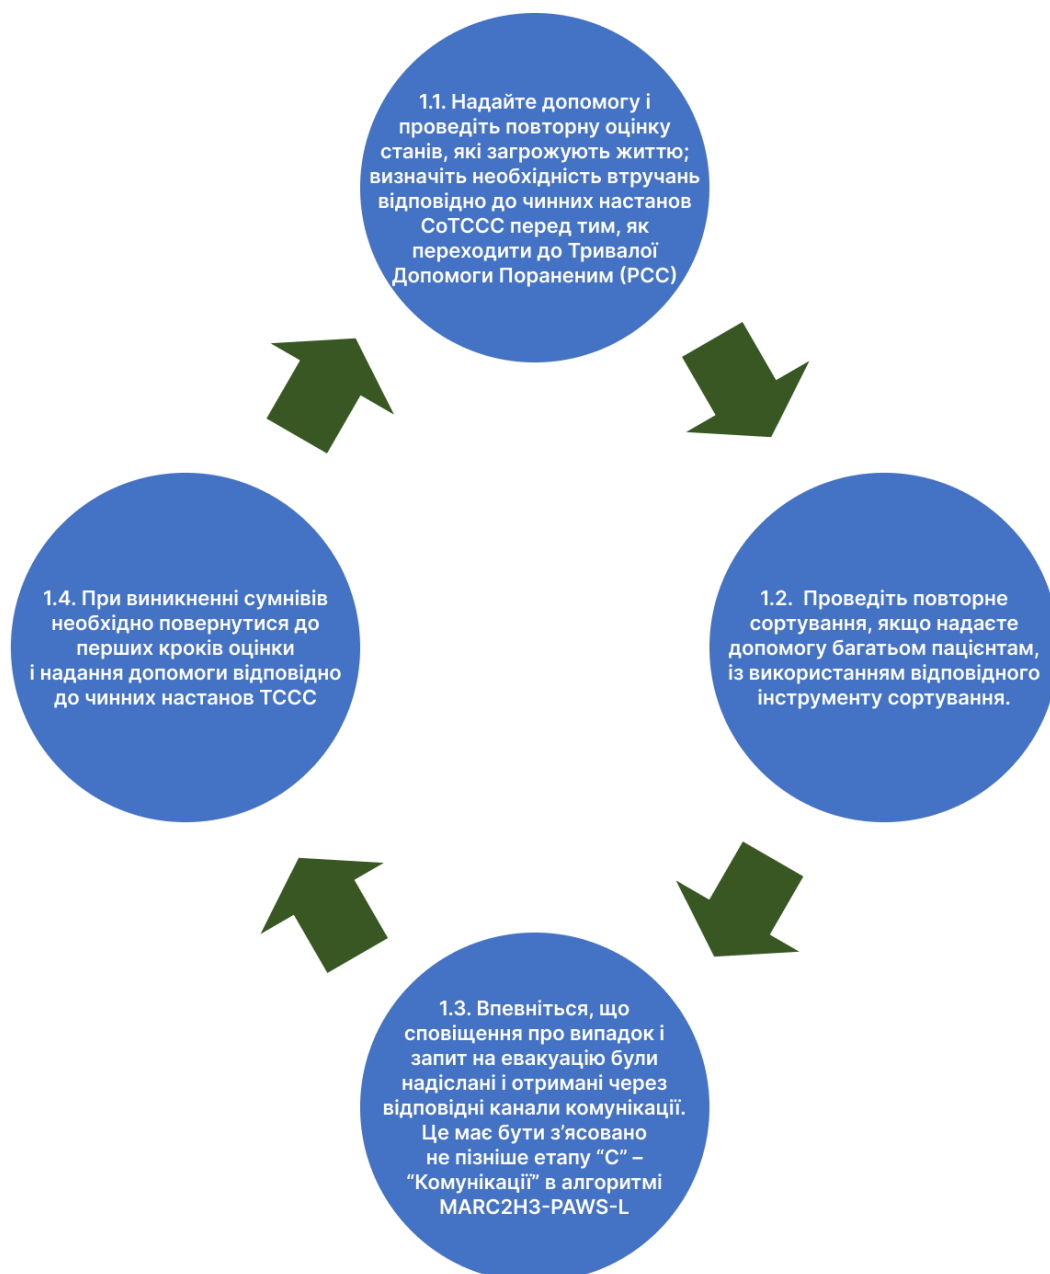 1.1. Надайте допомогу і
проведіть повторну оцінку
станів, які загрожують життю;
визначіть необхідність втручань
відповідно до чинних настанов
CoTCCC перед тим, як
переходити до Тривалої
Допомоги Пораненим (PCC)
1.2.  Проведіть повторне
сортування, якщо надаєте
допомогу багатьом пацієнтам,
із використанням відповідного
інструменту сортування.
1.3. Впевніться, що
сповіщення про випадок і
запит на евакуацію були
надіслані і отримані через
відповідні канали комунікації.
Це має бути з’ясовано
не пізніше етапу “C” –
“Комунікації” в алгоритмі
MARC2H3-PAWS-L
1.4. При виникненні сумнівів
необхідно повернутися до
перших кроків оцінки
і надання допомоги відповідно
до чинних настанов TCCC